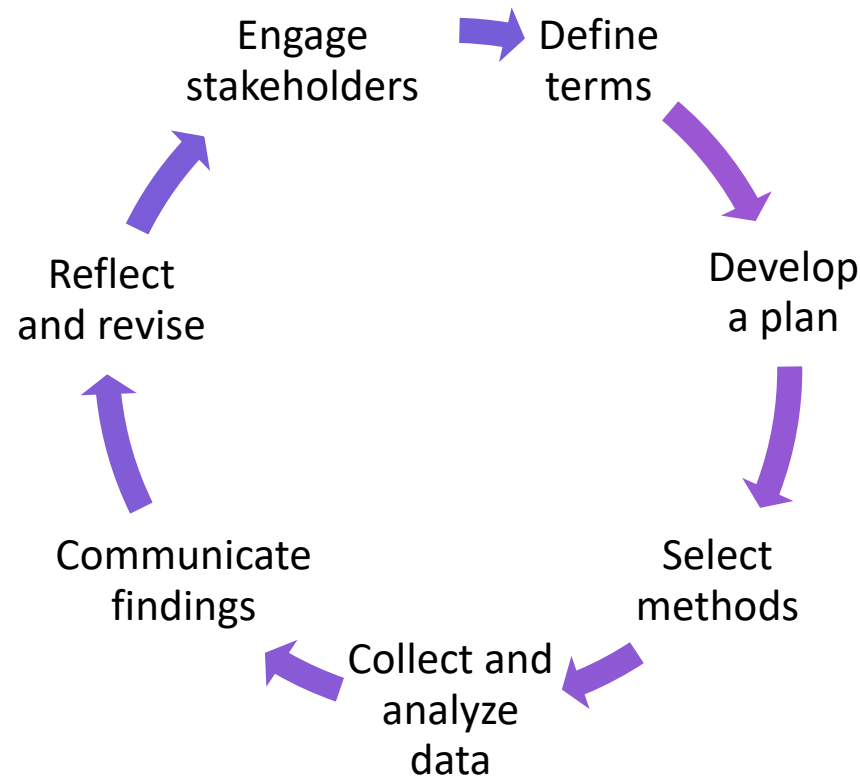 Engage
stakeholders
Define
terms
Develop
a plan
Select
methods
Collect and
analyze
data
Communicate
findings
Reflect
and revise